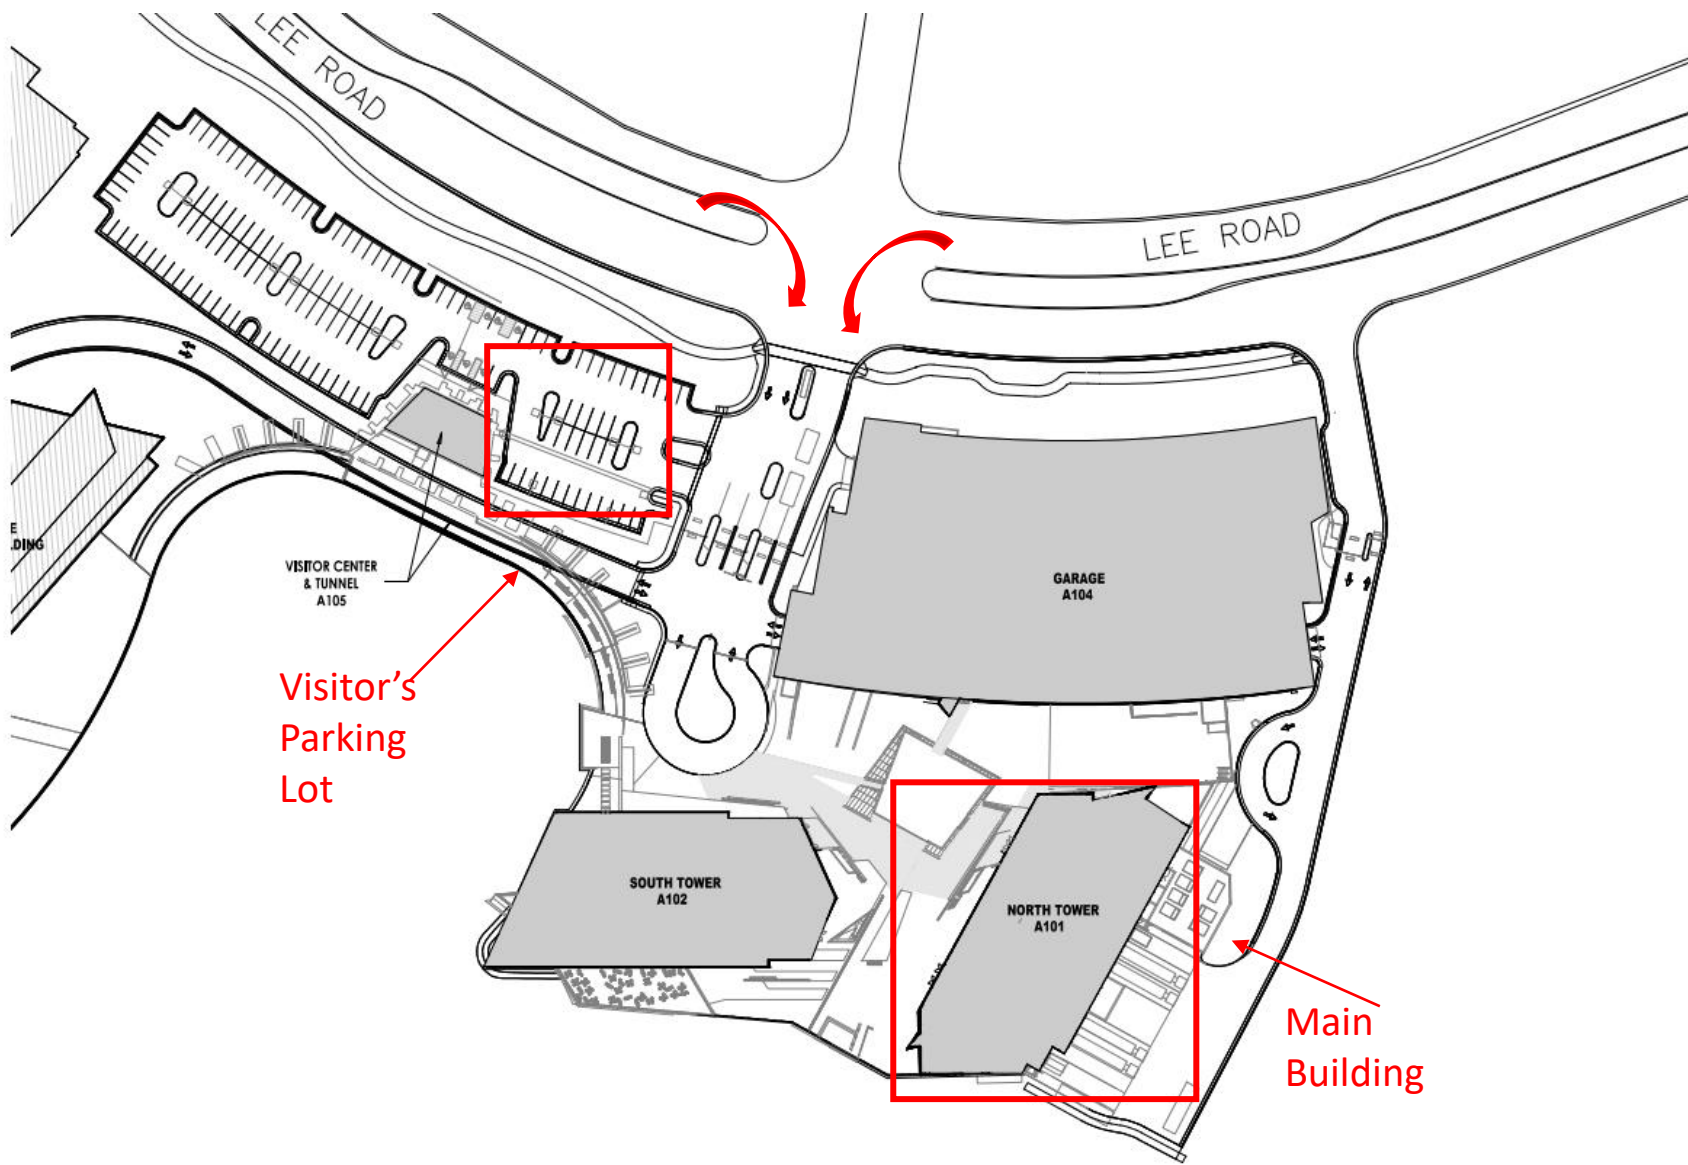 LEE ROAD
LEE ROAD
E
LDING
VISITOR CENTER
& TUNNEL
A105
GARAGE
A104
Visitor's
Parking
Lot
SOUTH TOWER
A102
NORTH TOWER
A101
Main
Building